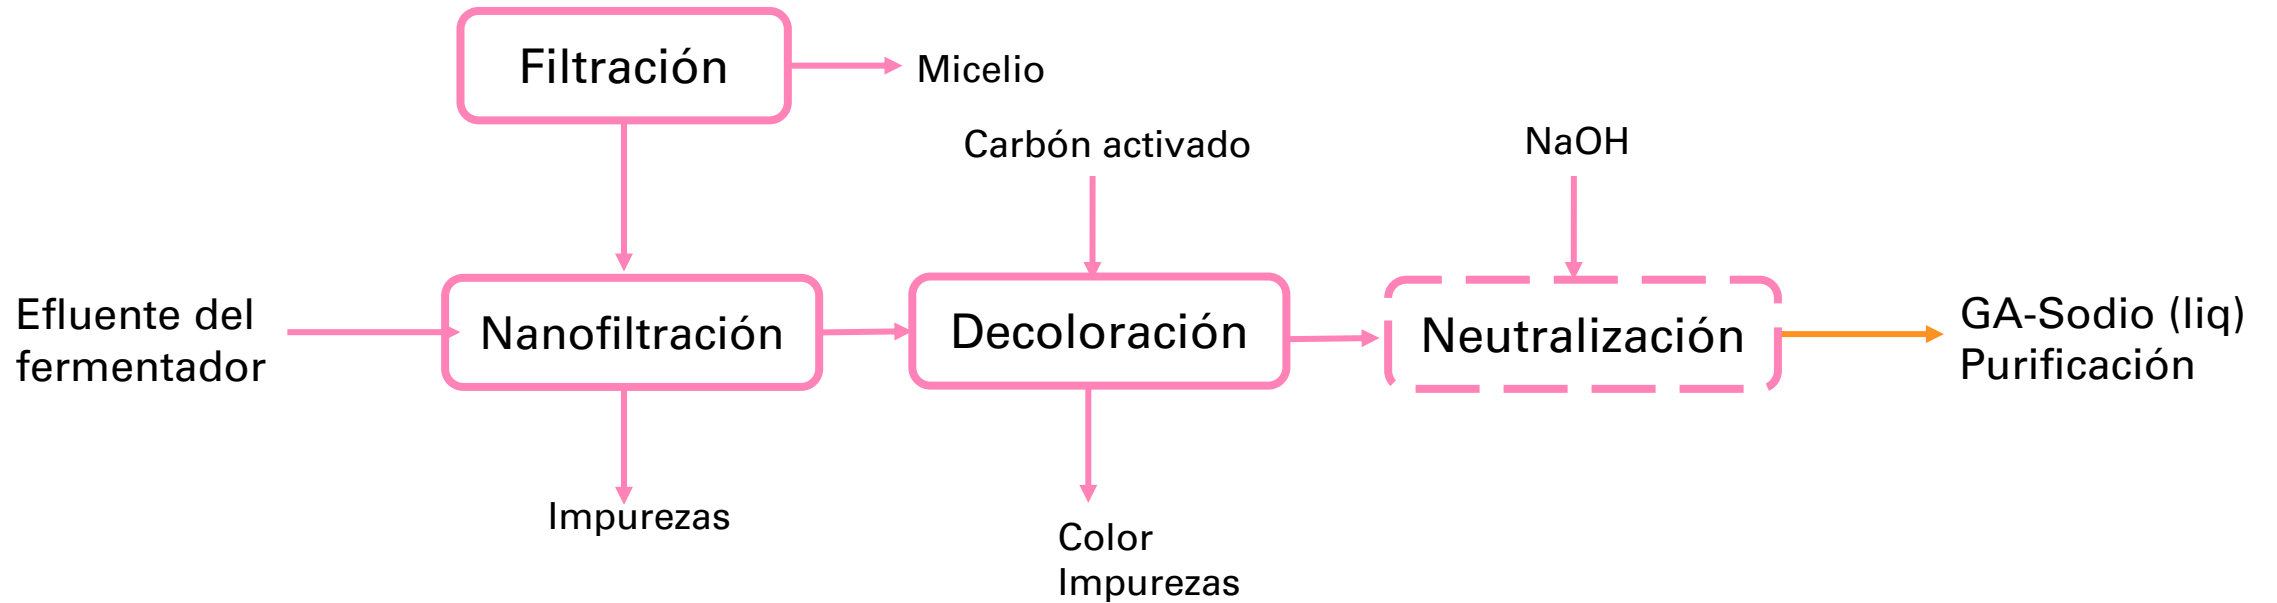 Filtración
Micelio
Carbón activado
NaOH
Efluente del
fermentador
Nanofiltración
Decoloración
Neutralización
GA-Sodio (liq)
Purificación
Impurezas
Color
Impurezas